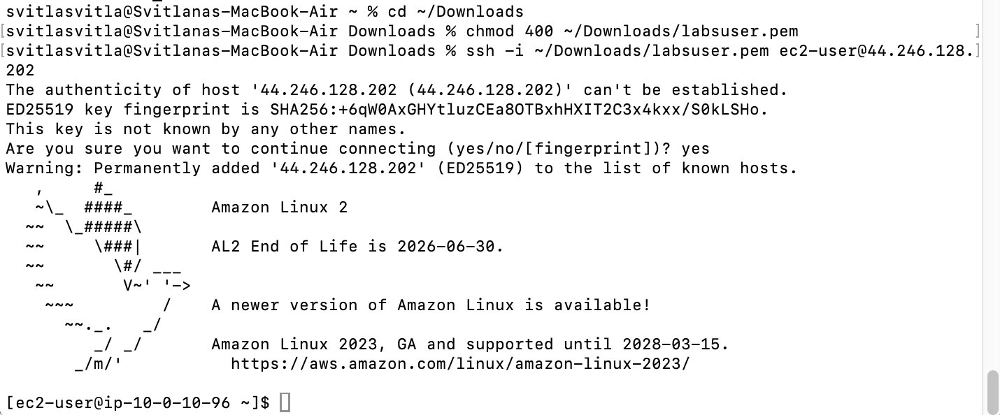 svitlasvitla@Svitlanas-MacBook-Air ~ % cd ~/Downloads
[svitlasvitla@Svitlanas-MacBook-Air Downloads % chmod 400 ~/Downloads/labsuser.pem ]
[svitlasvitla@Svitlanas-MacBook-Air Downloads % ssh -i ~/Downloads/labsuser.pem ec2-user@44.246.128.]
202
The authenticity of host '44.246.128.202 (44.246.128.202)' can't be established.
ED25519 key fingerprint is SHA256:+6qW0AxGHYtluzCEa8OTBxhHXIT2C3x4kxx/S0kLSHo.
This key is not known by any other names.
Are you sure you want to continue connecting (yes/no/[fingerprint])? yes
Warning: Permanently added '44.246.128.202' (ED25519) to the list of known hosts.
   ,     #_
   ~\_  ####_        Amazon Linux 2
  ~~  \_#####\
  ~~     \###|       AL2 End of Life is 2026-06-30.
  ~~       \#/ ___
   ~~       V~' '->
    ~~~         /    A newer version of Amazon Linux is available!
      ~~._.   _/
         _/ _/       Amazon Linux 2023, GA and supported until 2028-03-15.
       _/m/'           https://aws.amazon.com/linux/amazon-linux-2023/
[ec2-user@ip-10-0-10-96 ~]$